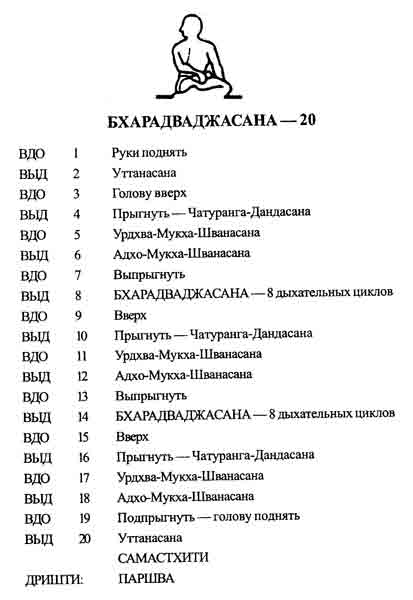 БХАРАДВАДЖАСАНА — 20
ВДО 1 Руки поднять
ВЫД 2 Уттанасана
ВДО 3 Голову вверх
ВЫД 4 Прыгнуть — Чатуранга-Дандасана
ВДО 5 Урдхва-Мукха-Шванасана
ВЫД 6 Адхо-Мукха-Шванасана
ВДО 7 Выпрыгнуть
ВЫД 8 БХАРАДВАДЖАСАНА — 8 дыхательных циклов
ВДО 9 Вверх
ВЫД 10 Прыгнуть — Чатуранга-Дандасана
ВДО 11 Урдхва-Мукха-Шванасана
ВЫД 12 Адхо-Мукха-Шванасана
ВДО 13 Выпрыгнуть
ВЫД 14 БХАРАДВАДЖАСАНА — 8 дыхательных циклов
ВДО 15 Вверх
ВЫД 16 Прыгнуть — Чатуранга-Дандасана
ВДО 17 Урдхва-Мукха-Шванасана
ВЫД 18 Адхо-Мукха-Шванасана
ВДО 19 Подпрыгнуть — голову поднять
ВЫД 20 Уттанасана
САМАСТХИТИ
ДРИШТИ: ПАРШВА